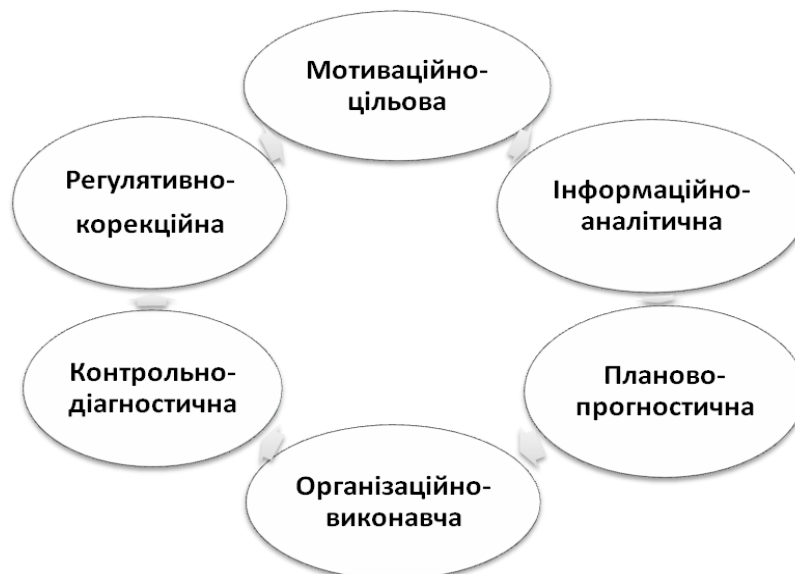 Мотиваційно-
цільова
Інформаційно-
аналітична
Планово-
прогностична
Організаційно-
виконавча
Контрольно-
діагностична
Регулятивно-
корекційна